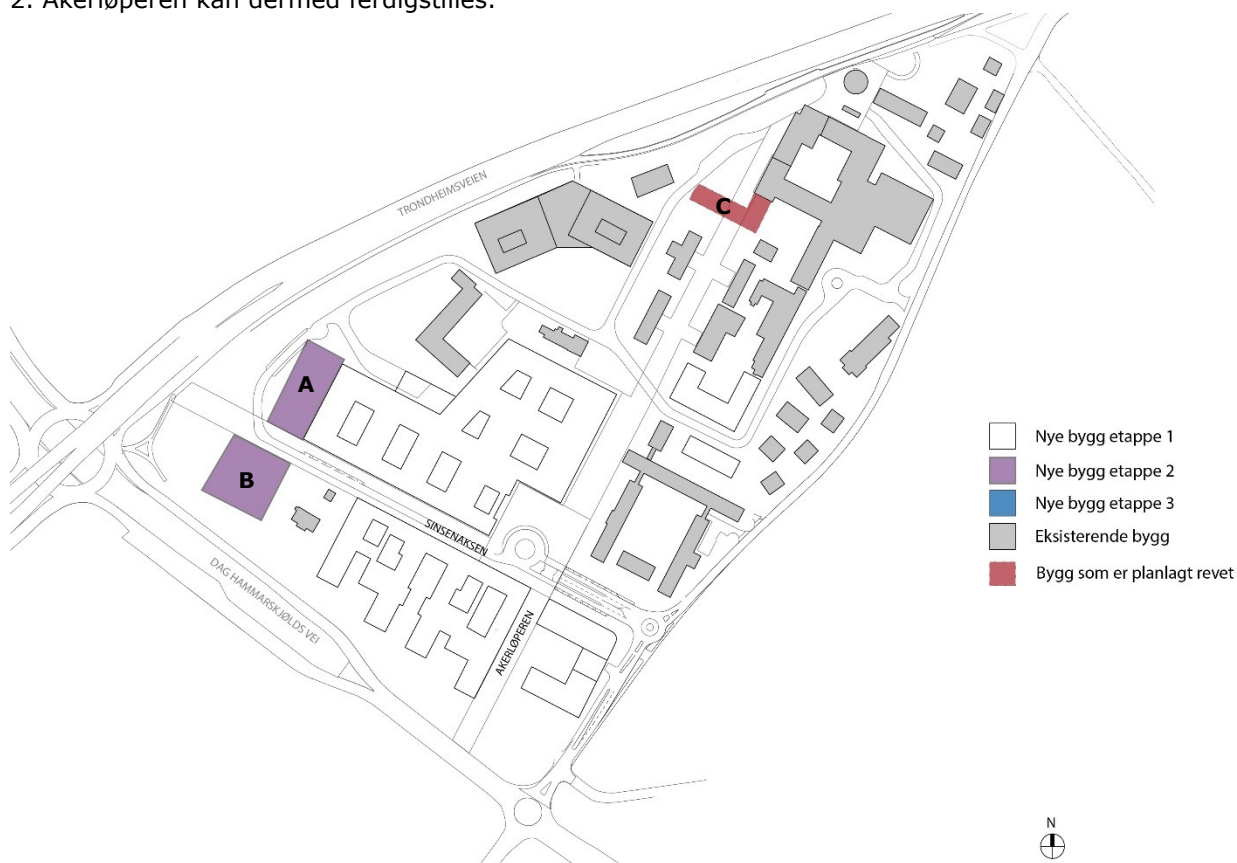 2. Akerløperen kan dermed ferdigstilles.
TRONDHEIMSVEIEN
C
A
B
SINSENAKSEN
DAG HAMMARSKJØLDS VEI
AKERLØPEREN
Nye bygg etappe 1
Nye bygg etappe 2
Nye bygg etappe 3
Eksisterende bygg
Bygg som er planlagt revet
N